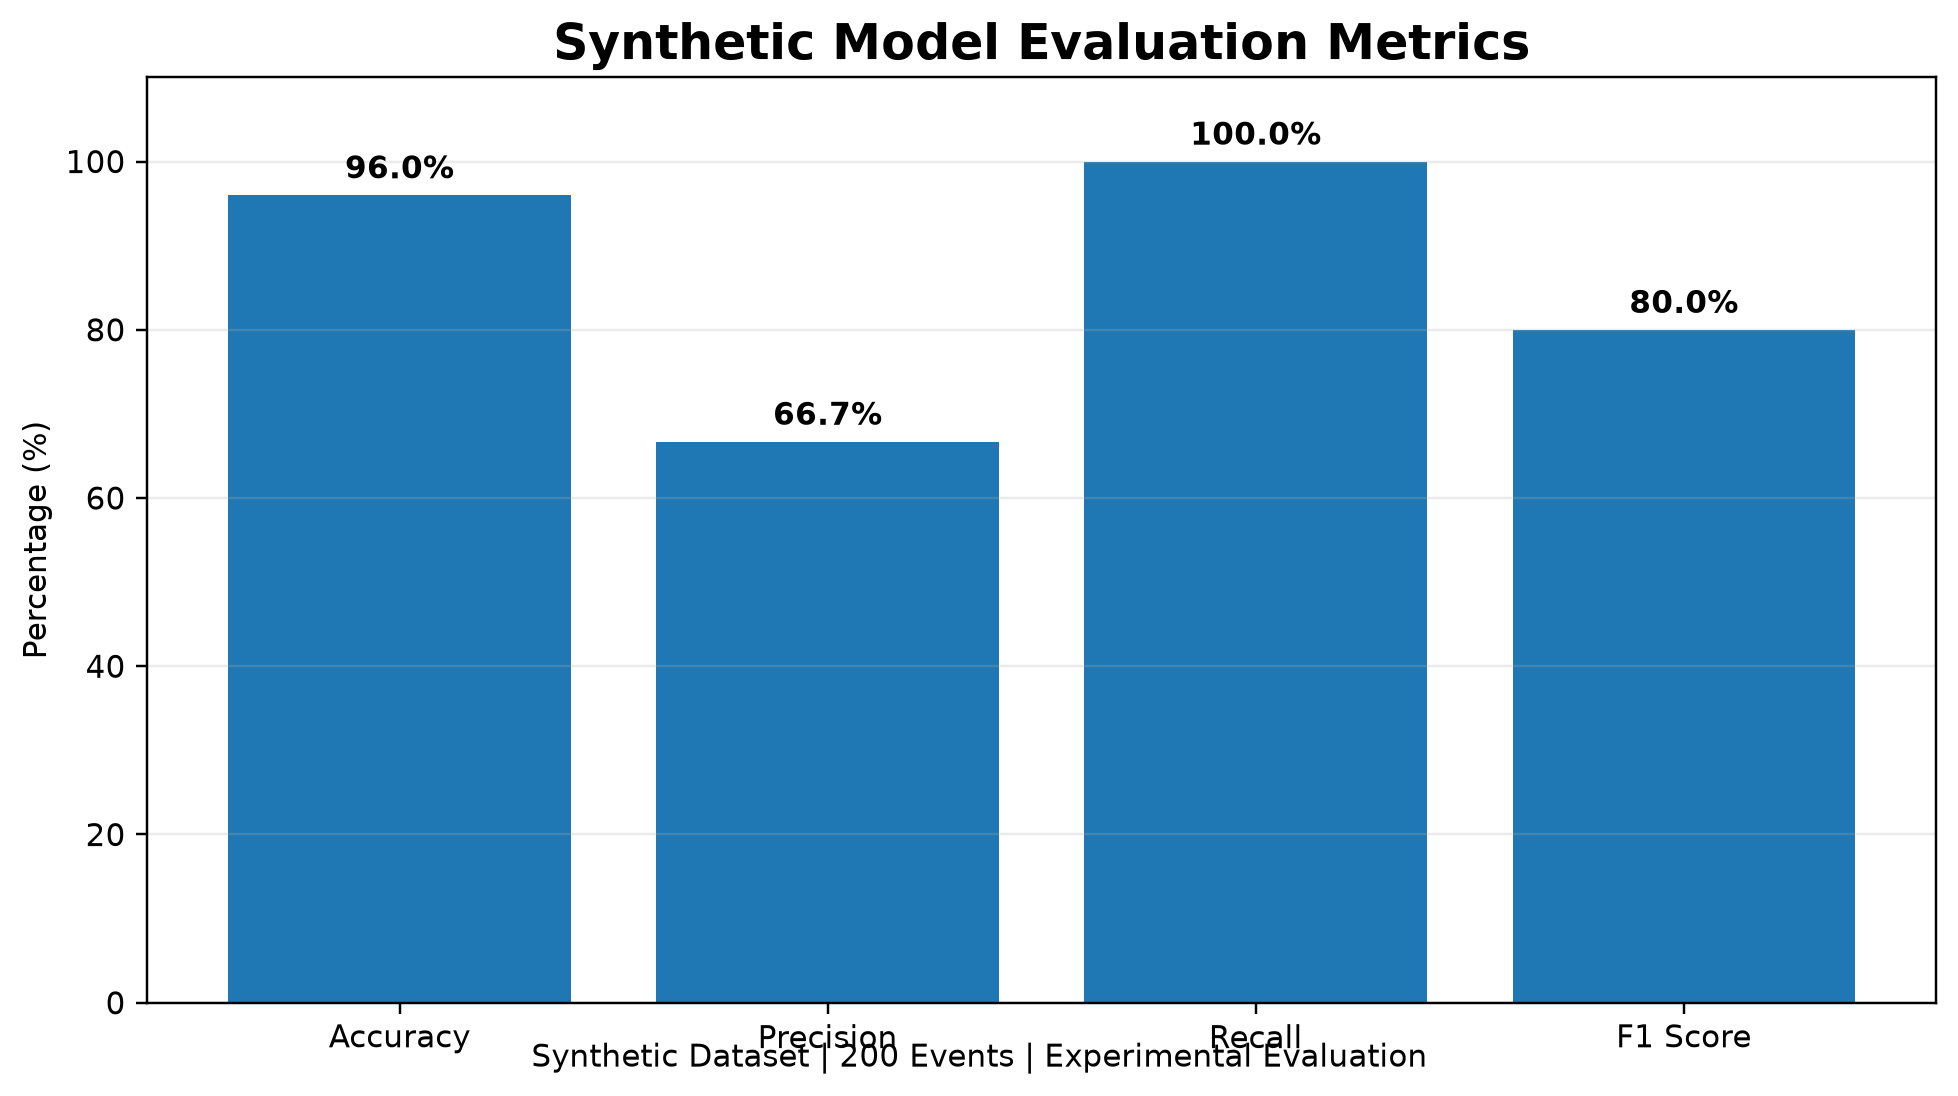 Synthetic Model Evaluation Metrics
Percentage (%)
100
80
60
40
20
0
96.0%
66.7%
100.0%
80.0%
Accuracy Precision Recall F1 Score
Synthetic Dataset | 200 Events | Experimental Evaluation